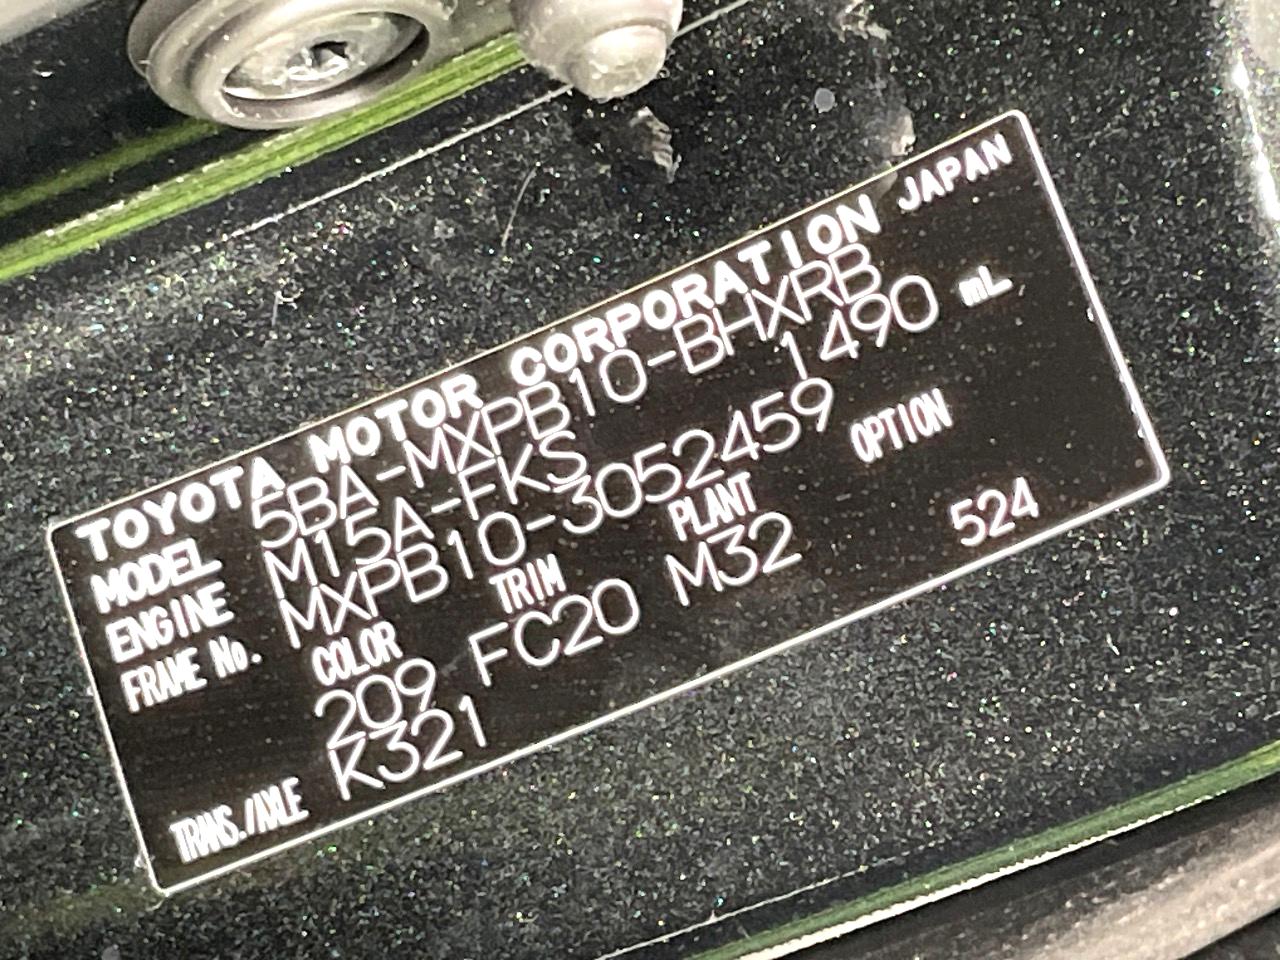 TOYOTA MOTOR CORPORATION JAPAN
MODEL 5BA-MXPB10-BHXRB
ENGINE M15A-FKS 1490 mL
FRAME No. MXPB10-3052459
COLOR TRIM PLANT OPTION
209 FC20 M32
TRANS./AXLE K321 524